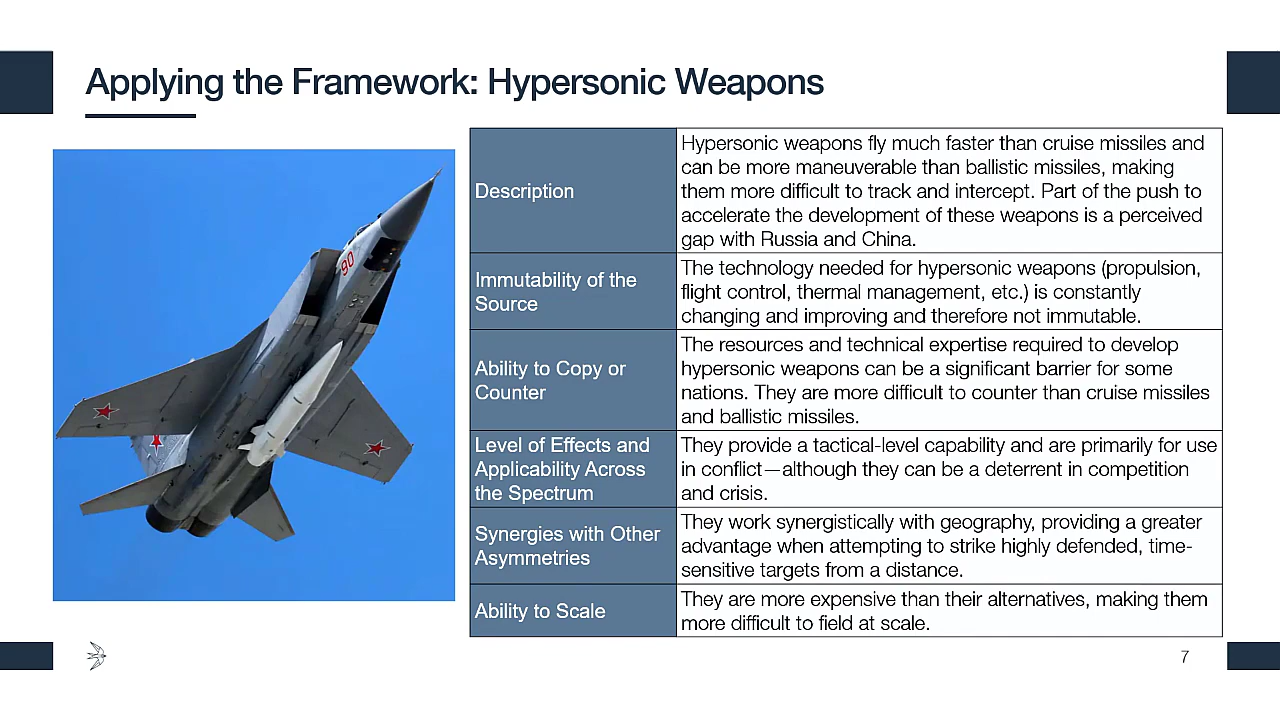 Applying the Framework: Hypersonic Weapons
90
Description
Hypersonic weapons fly much faster than cruise missiles and
can be more maneuverable than ballistic missiles, making
them more difficult to track and intercept. Part of the push to
accelerate the development of these weapons is a perceived
gap with Russia and China.
Immutability of the
Source
The technology needed for hypersonic weapons (propulsion,
flight control, thermal management, etc.) is constantly
changing and improving and therefore not immutable.
Ability to Copy or
Counter
The resources and technical expertise required to develop
hypersonic weapons can be a significant barrier for some
nations. They are more difficult to counter than cruise missiles
and ballistic missiles.
Level of Effects and
Applicability Across
the Spectrum
They provide a tactical-level capability and are primarily for use
in conflict—although they can be a deterrent in competition
and crisis.
Synergies with Other
Asymmetries
They work synergistically with geography, providing a greater
advantage when attempting to strike highly defended, time-
sensitive targets from a distance.
Ability to Scale
They are more expensive than their alternatives, making them
more difficult to field at scale.
7